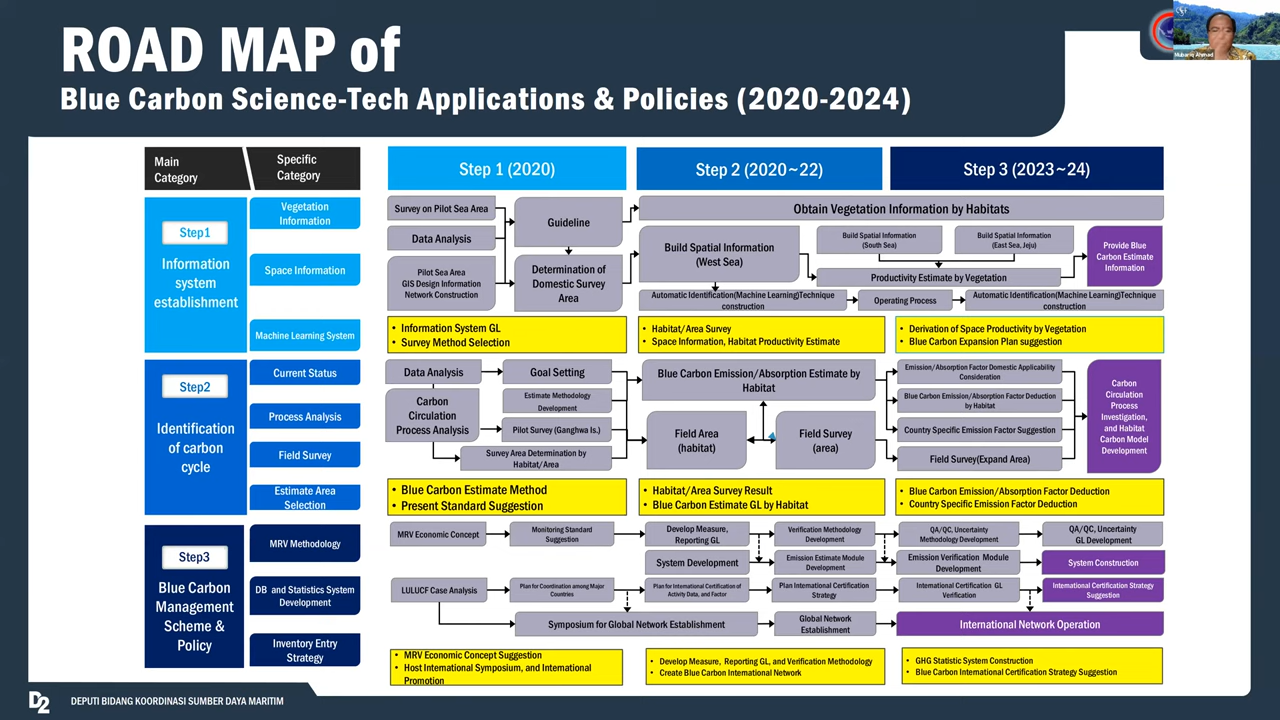 ROAD MAP of
Blue Carbon Science-Tech Applications & Policies (2020-2024)
Mubariq Ahmad
Main
Category
Specific
Category
Step 1 (2020)
Step 2 (2020~22)
Step 3 (2023~24)
Step1
Information
system
establishment
Vegetation
Information
Space Information
Machine Learning System
Survey on Pilot Sea Area
Data Analysis
Pilot Sea Area
GIS Design Information
Network Construction
Guideline
Determination of
Domestic Survey
Area
Obtain Vegetation Information by Habitats
Build Spatial Information
(West Sea)
Build Spatial Information
(South Sea)
Build Spatial Information
(East Sea, Jeju)
Productivity Estimate by Vegetation
Provide Blue
Carbon Estimate
Information
Automatic Identification(Machine Learning)Technique
construction
Operating Process
Automatic Identification(Machine Learning)Technique
construction
• Information System GL
• Survey Method Selection
• Habitat/Area Survey
• Space Information, Habitat Productivity Estimate
• Derivation of Space Productivity by Vegetation
• Blue Carbon Expansion Plan suggestion
Step2
Identification
of carbon
cycle
Current Status
Process Analysis
Field Survey
Estimate Area
Selection
Data Analysis
Goal Setting
Carbon
Circulation
Process Analysis
Estimate Methodology
Development
Pilot Survey (Ganghwa Is.)
Survey Area Determination by
Habitat/Area
Blue Carbon Emission/Absorption Estimate by
Habitat
Field Area
(habitat)
Field Survey
(area)
Emission/Absorption Factor Domestic Applicability
Consideration
Blue Carbon Emission/Absorption Factor Deduction
by Habitat
Country Specific Emission Factor Suggestion
Field Survey(Expand Area)
Carbon
Circulation
Process
Investigation,
and Habitat
Carbon Model
Development
• Blue Carbon Estimate Method
• Present Standard Suggestion
• Habitat/Area Survey Result
• Blue Carbon Estimate GL by Habitat
• Blue Carbon Emission/Absorption Factor Deduction
• Country Specific Emission Factor Deduction
Step3
Blue Carbon
Management
Scheme &
Policy
MRV Methodology
DB and Statistics System
Development
Inventory Entry
Strategy
MRV Economic Concept
Monitoring Standard
Suggestion
Develop Measure,
Reporting GL
Verification Methodology
Development
QA/QC, Uncertainty
Methodology Development
QA/QC, Uncertainty
GL Development
System Development
Emission Estimate Module
Development
Emission Verification Module
Development
System Construction
LULUCF Case Analysis
Plan for Coordination among Major
Countries
Plan for International Certification of
Activity Data, and Factor
Plan International Certification
Strategy
International Certification GL
Verification
International Certification Strategy
Suggestion
Symposium for Global Network Establishment
Global Network
Establishment
International Network Operation
• MRV Economic Concept Suggestion
• Host International Symposium, and International
Promotion
• Develop Measure, Reporting GL, and Verification Methodology
• Create Blue Carbon International Network
• GHG Statistic System Construction
• Blue Carbon International Certification Strategy Suggestion
D2
DEPUTI BIDANG KOORDINASI SUMBER DAYA MARITIM